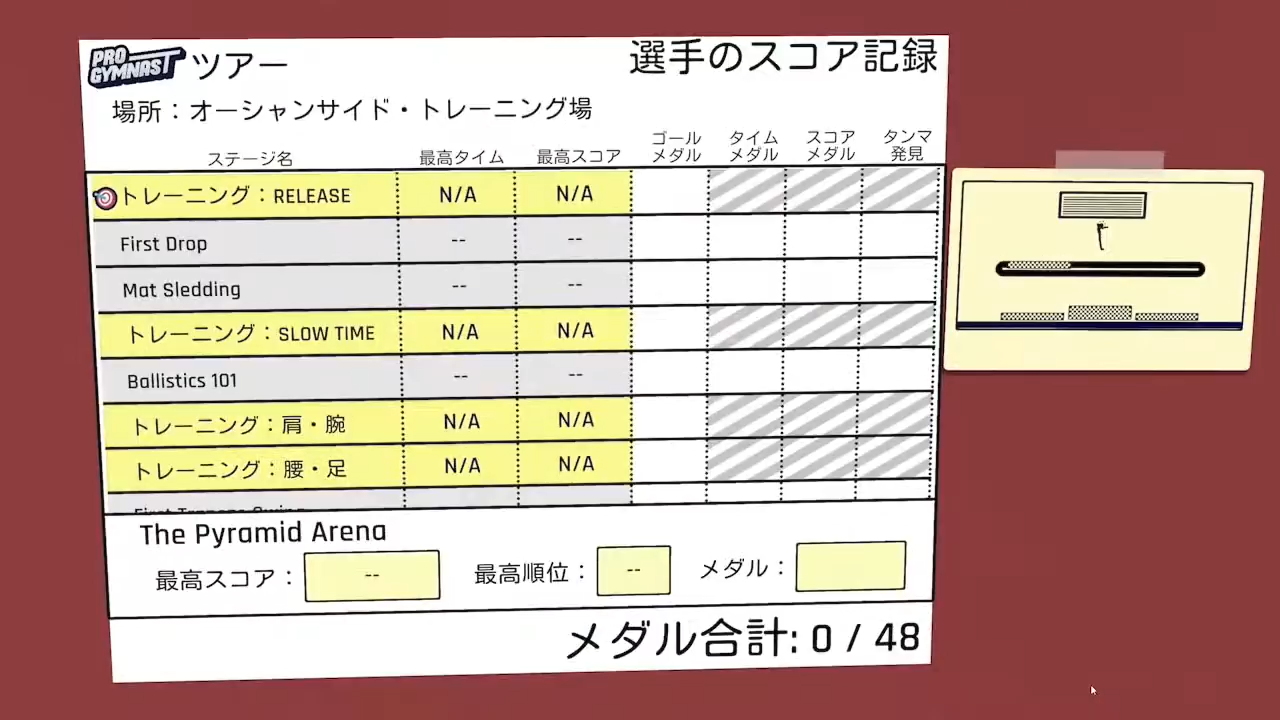 PRO GYMNAST ツアー
選手のスコア記録
場所：オーシャンサイド・トレーニング場
ステージ名 最高タイム 最高スコア ゴールメダル タイムメダル スコアメダル タンマ発見
トレーニング：RELEASE N/A N/A
First Drop -- --
Mat Sledding -- --
トレーニング：SLOW TIME N/A N/A
Ballistics 101 -- --
トレーニング：肩・腕 N/A N/A
トレーニング：腰・足 N/A N/A
The Pyramid Arena
最高スコア： -- 最高順位： -- メダル：
メダル合計: 0 / 48